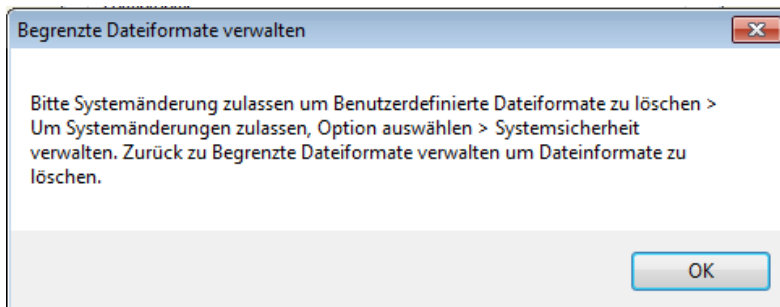 Begrenzte Dateiformate verwalten
Bitte Systemänderung zulassen um Benutzerdefinierte Dateiformate zu löschen >
Um Systemänderungen zulassen, Option auswählen > Systemsicherheit
verwalten. Zurück zu Begrenzte Dateiformate verwalten um Dateinformate zu
löschen.
OK